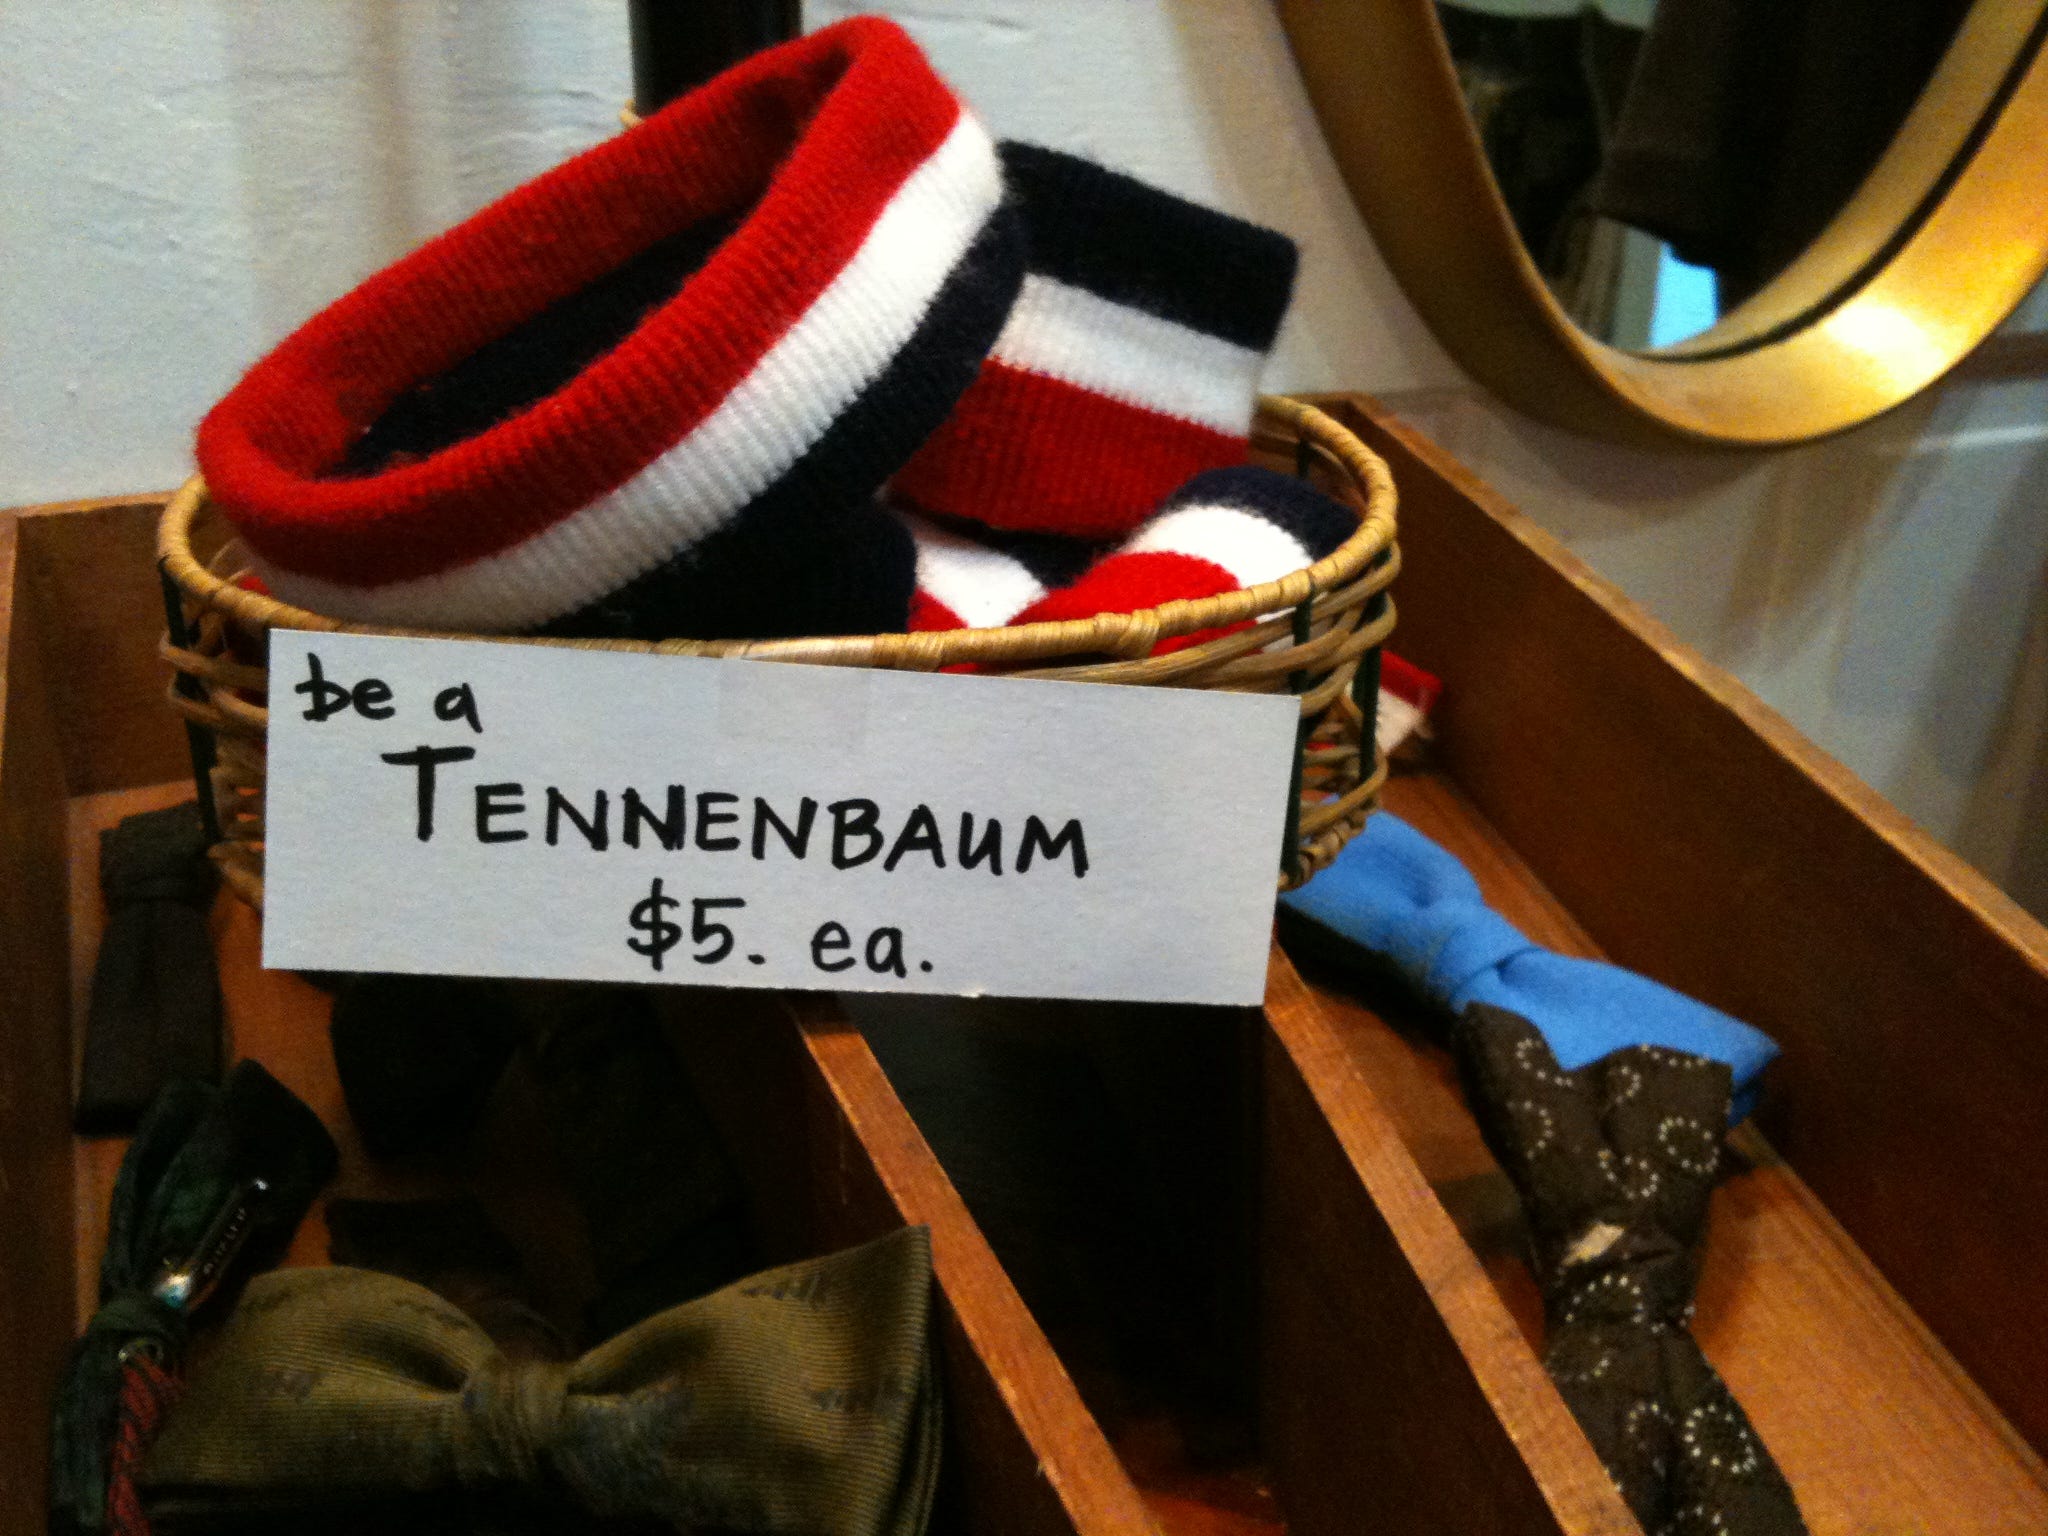 be a
TENNENBAUM
$5. ea.